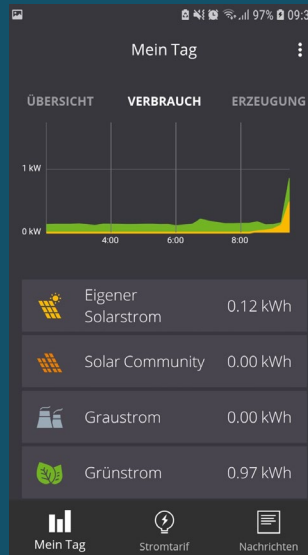 97% 09:3
Mein Tag
ÜBERSICHT VERBRAUCH ERZEUGUNG
1 kW
0 kW
4:00 6:00 8:00
Eigener
Solarstrom 0.12 kWh
Solar Community 0.00 kWh
Graustrom 0.00 kWh
Grünstrom 0.97 kWh
Mein Tag Stromtarif Nachrichten